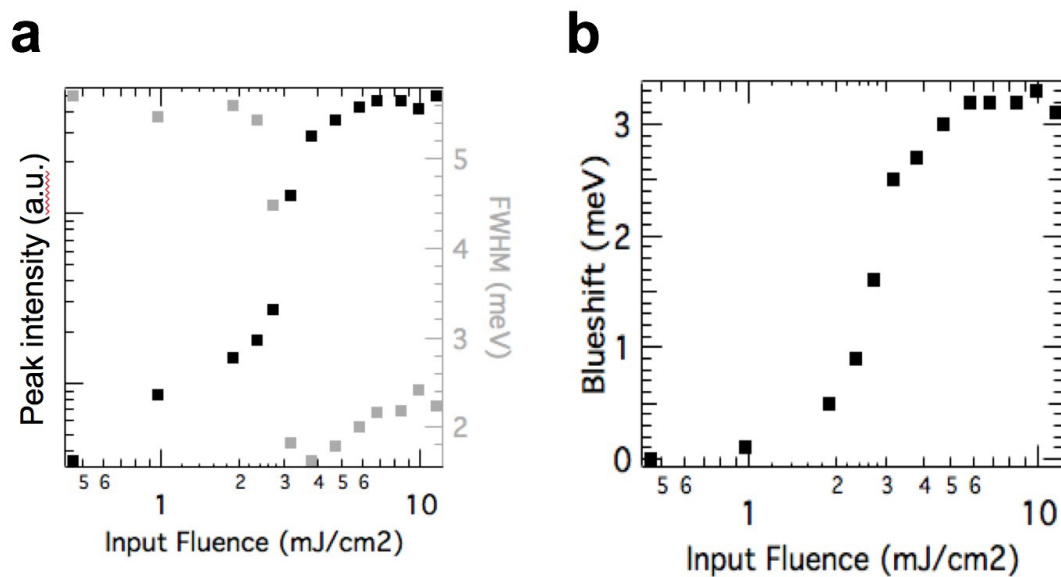 a
b
Peak intensity (a.u.)
5
4
3
2
FWHM (meV)
5 6 1 2 3 4 5 6 10
Input Fluence (mJ/cm2)
Blueshift (meV)
3
2
1
0
5 6 1 2 3 4 5 6 10
Input Fluence (mJ/cm2)